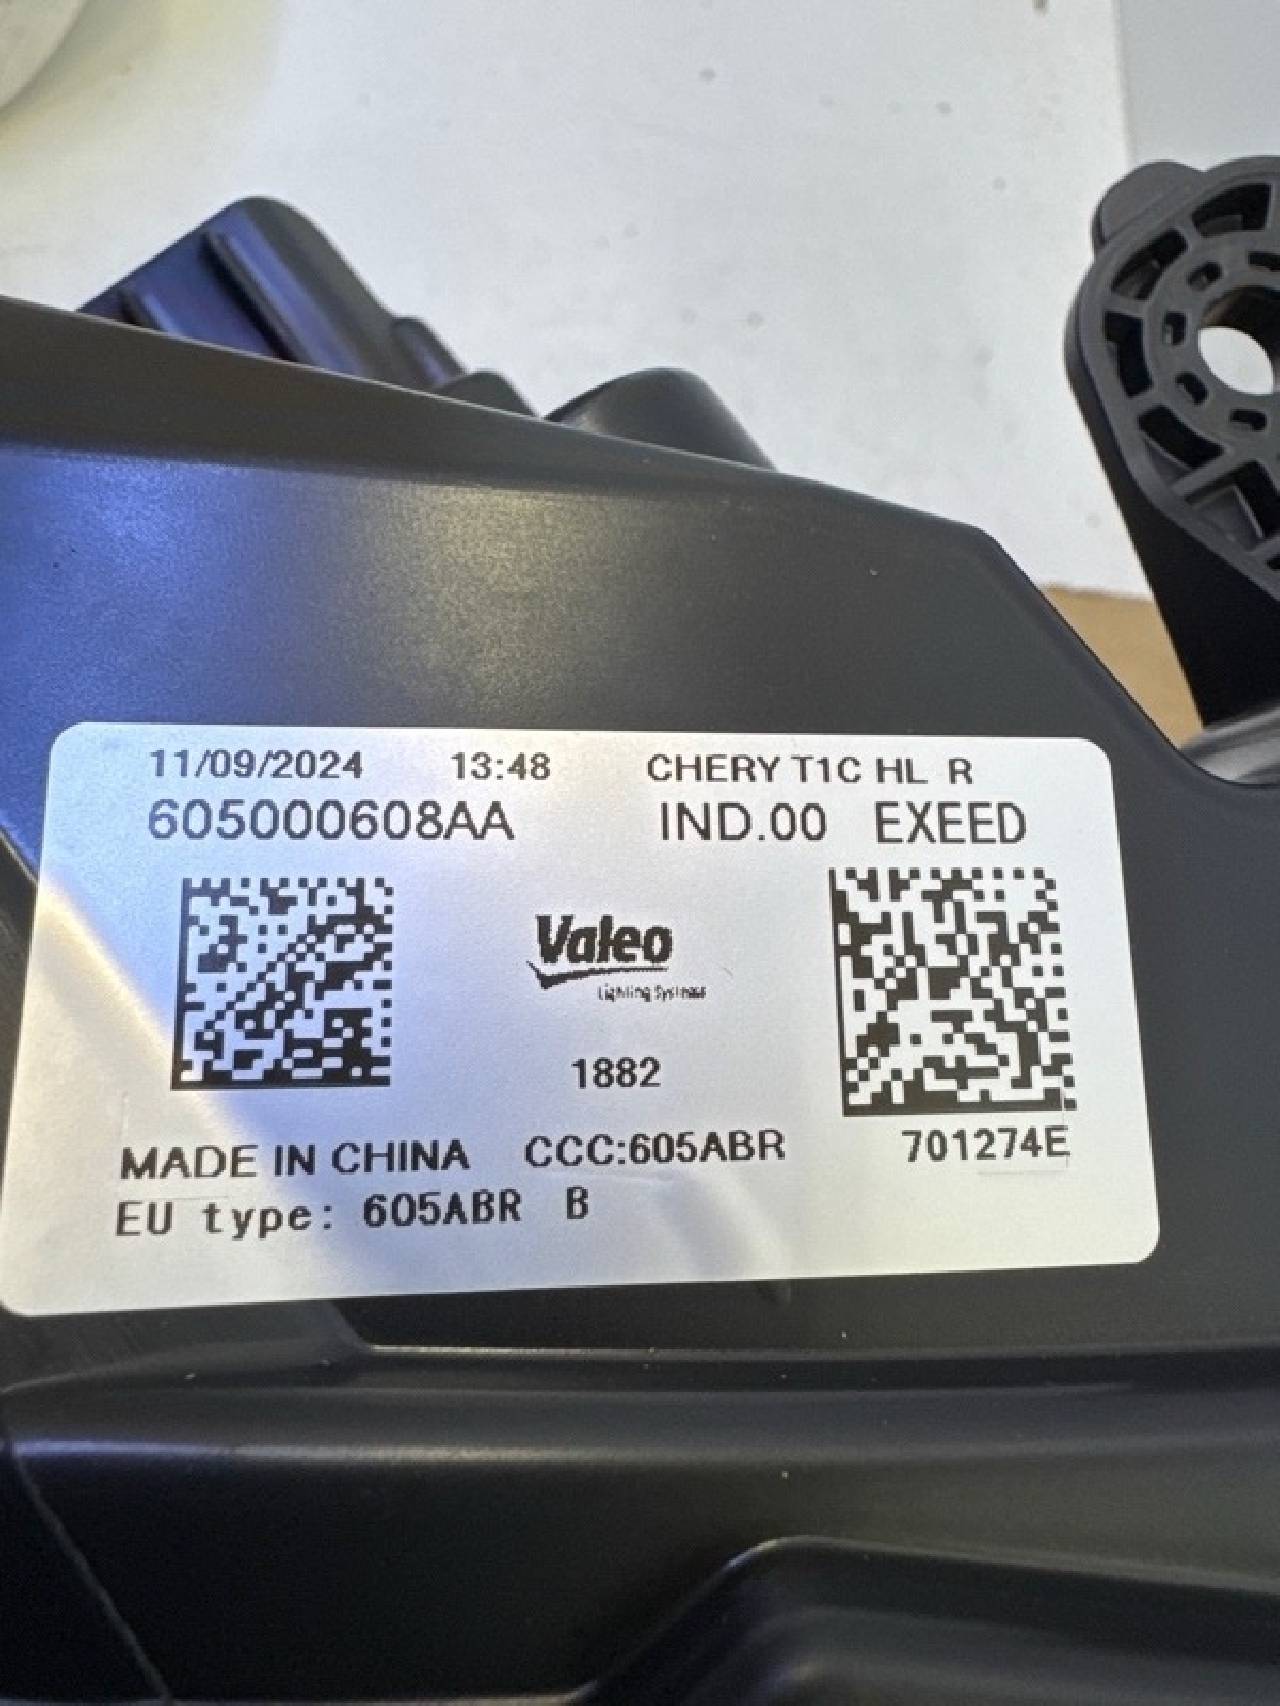 11/09/2024 13:48 CHERY T1C HL R
605000608AA IND.00 EXEED
Valeo
Lighting Systems
1882
MADE IN CHINA CCC:605ABR 701274E
EU type: 605ABR B